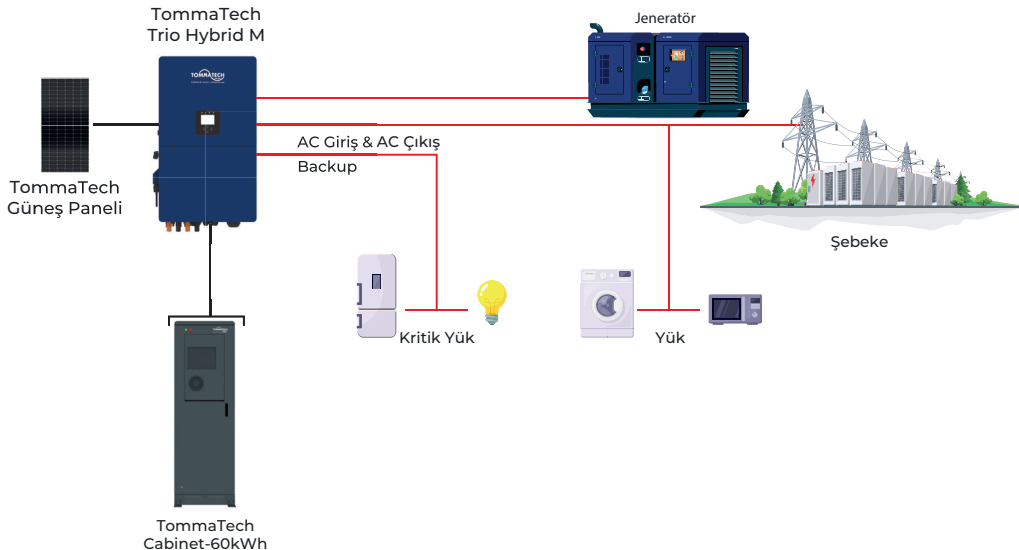 TommaTech
Trio Hybrid M
Jeneratör
TOMMATECH
AC Giriş & AC Çıkış
Backup
TommaTech
Güneş Paneli
Şebeke
Kritik Yük
Yük
TommaTech
Cabinet-60kWh